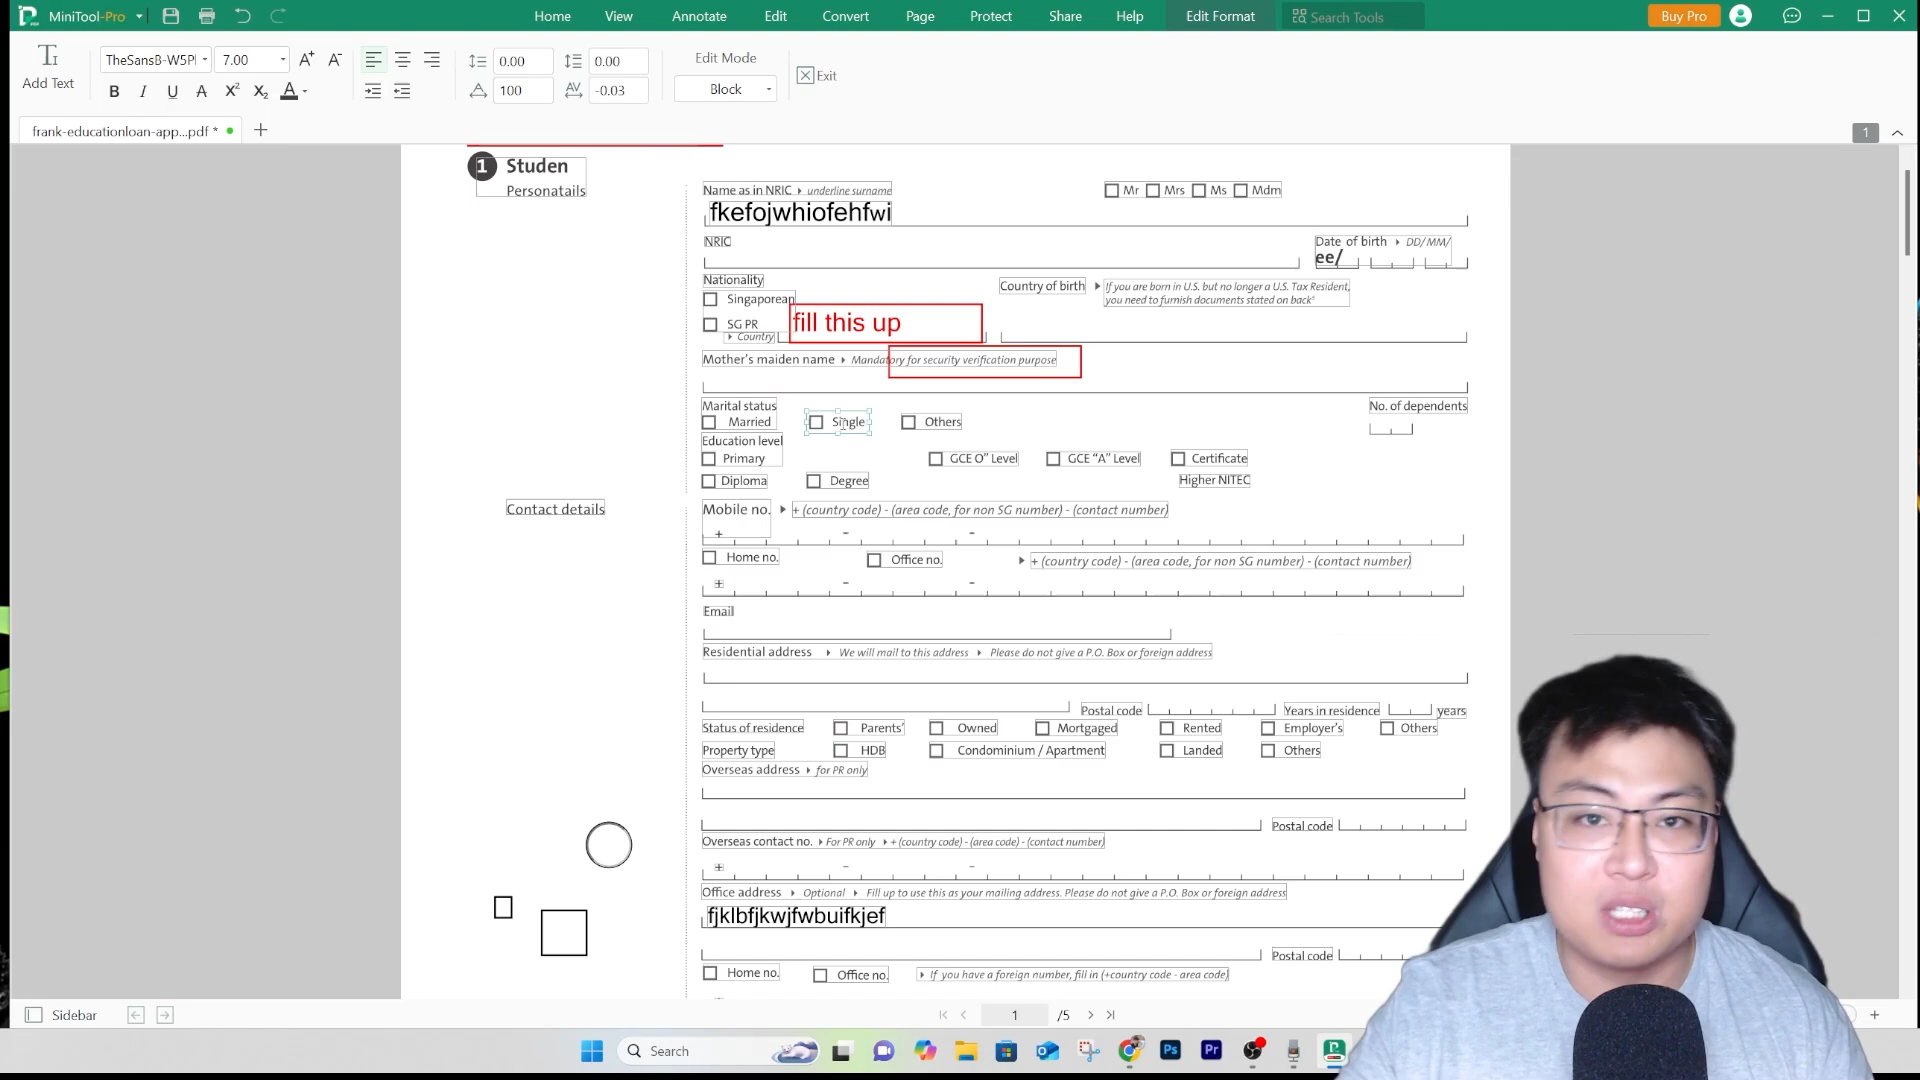 MiniTool-Pro
Home View Annotate Edit Convert Page Protect Share Help Edit Format Search Tools Buy Pro
TheSansB-W5Pl 7.00 A+ A- 0.00 0.00 Edit Mode
Add Text B I U A X² X₂ A 100 AV -0.03 Block Exit
frank-educationloan-app...pdf * 1
1 Studen
Personatails
Name as in NRIC underline surname Mr Mrs Ms Mdm
fkefojwhiofehfwi
NRIC Date of birth DD/MM/
ee/
Nationality Country of birth If you are born in U.S. but no longer a U.S. Tax Resident,
you need to furnish documents stated on back⁵
Singaporean
SG PR fill this up
Country
Mother's maiden name Mandatory for security verification purpose
Marital status No. of dependents
Married Single Others
Education level
Primary GCE O" Level GCE "A" Level Certificate
Diploma Degree Higher NITEC
Contact details Mobile no. + (country code) - (area code, for non SG number) - (contact number)
+ – –
Home no. Office no. + (country code) - (area code, for non SG number) - (contact number)
+ – –
Email
Residential address We will mail to this address Please do not give a P.O. Box or foreign address
Postal code Years in residence years
Status of residence Parents' Owned Mortgaged Rented Employer's Others
Property type HDB Condominium / Apartment Landed Others
Overseas address for PR only
Postal code
Overseas contact no. For PR only + (country code) - (area code) - (contact number)
+ – –
Office address Optional Fill up to use this as your mailing address. Please do not give a P.O. Box or foreign address
fjklbfjkwjfwbuifkjef
Postal code
Home no. Office no. If you have a foreign number, fill in (+country code - area code)
Sidebar 1 /5
Search Ps Pr